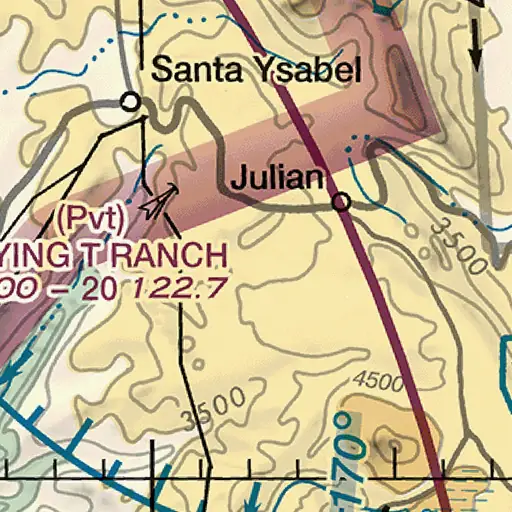 Santa Ysabel
Julian
(Pvt)
YING T RANCH
00 - 20 122.7
3500
4500
3500
170°